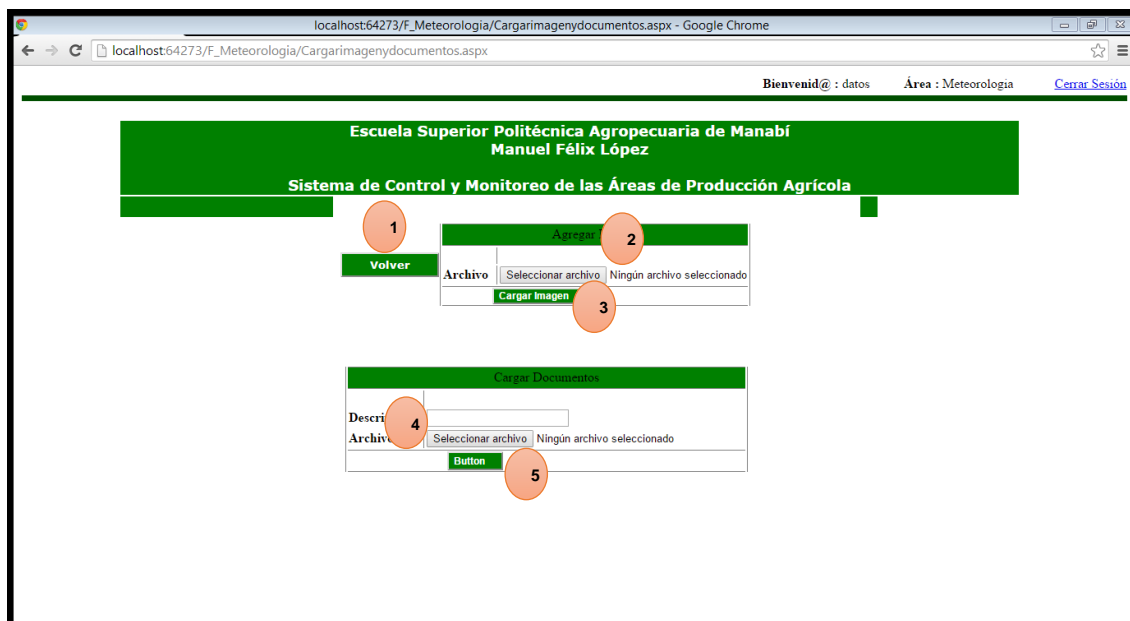 localhost:64273/F_Meteorologia/Cargarimagenydocumentos.aspx - Google Chrome
localhost:64273/F_Meteorologia/Cargarimagenydocumentos.aspx
Bienvenid@ : datos Área : Meteorologia Cerrar Sesión
Escuela Superior Politécnica Agropecuaria de Manabí
Manuel Félix López
Sistema de Control y Monitoreo de las Áreas de Producción Agrícola
1
Agregar
2
Volver
Archivo Seleccionar archivo Ningún archivo seleccionado
Cargar Imagen
3
Cargar Documentos
4
Archivo Seleccionar archivo Ningún archivo seleccionado
Button
5